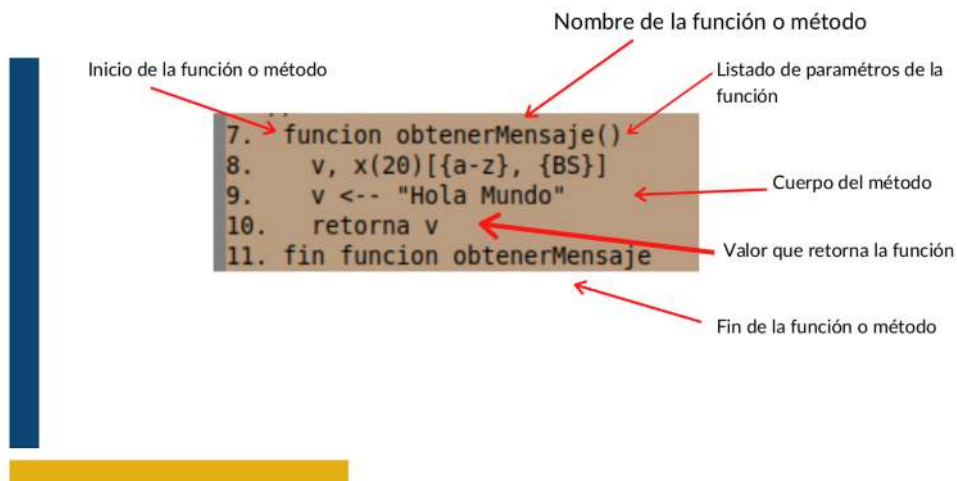 Nombre de la función o método
Inicio de la función o método
Listado de paramétros de la
función
7. funcion obtenerMensaje()
8. v, x(20)[{a-z}, {BS}]
9. v <-- "Hola Mundo"
10. retorna v
11. fin funcion obtenerMensaje
Cuerpo del método
Valor que retorna la función
Fin de la función o método